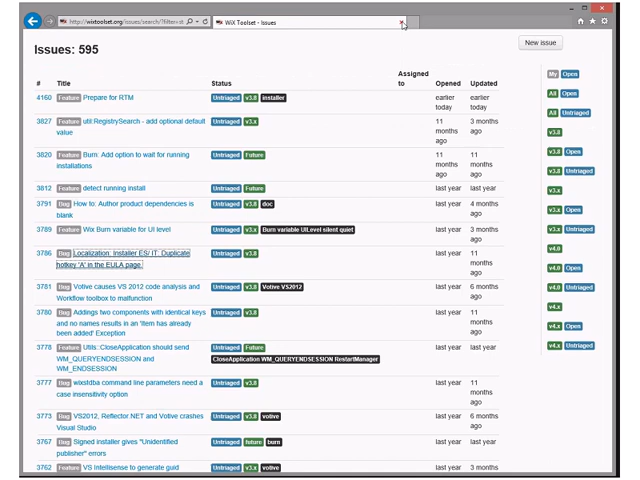 http://wixtoolset.org/issues/search/?filter=st
WiX Toolset - Issues
Issues: 595
New issue
# Title Status Assigned to Opened Updated
4160 Feature Prepare for RTM Untriaged v3.8 installer earlier today earlier today
3827 Feature util:RegistrySearch - add optional default value Untriaged v3.x 11 months ago 3 months ago
3820 Feature Burn: Add option to wait for running installations Untriaged Future 11 months ago 11 months ago
3812 Feature detect running install Untriaged Future last year last year
3791 Bug How to: Author product dependencies is blank Untriaged v3.8 doc last year 4 months ago
3789 Feature Wix Burn variable for UI level Untriaged v3.x Burn variable UILevel silent quiet last year 3 months ago
3786 Bug Localization: Installer ES/ IT: Duplicate hotkey 'A' in the EULA page. Untriaged v3.8 last year 11 months ago
3781 Bug Votive causes VS 2012 code analysis and Workflow toolbox to malfunction Untriaged v3.8 Votive VS2012 last year 6 months ago
3780 Bug Addings two components with identical keys and no names results in an 'Item has already been added' Exception Untriaged v3.8 last year 11 months ago
3778 Feature Utils::CloseApplication should send WM_QUERYENDSESSION and WM_ENDSESSION Untriaged Future CloseApplication WM_QUERYENDSESSION RestartManager last year last year
3777 Bug wixstdba command line parameters need a case insensitivity option Untriaged v3.8 last year 11 months ago
3773 Bug VS2012, Reflector.NET and Votive crashes Visual Studio Untriaged v3.8 votive last year 6 months ago
3767 Bug Signed installer gives "Unidentified publisher" errors Untriaged future burn last year last year
3762 Feature VS Intellisense to generate guid Untriaged v3.x votive last year 3 months
My Open
All Open
All Untriaged
v3.8
v3.8 Open
v3.8 Untriaged
v3.x
v3.x Open
v3.x Untriaged
v4.0
v4.0 Open
v4.0 Untriaged
v4.x
v4.x Open
v4.x Untriaged